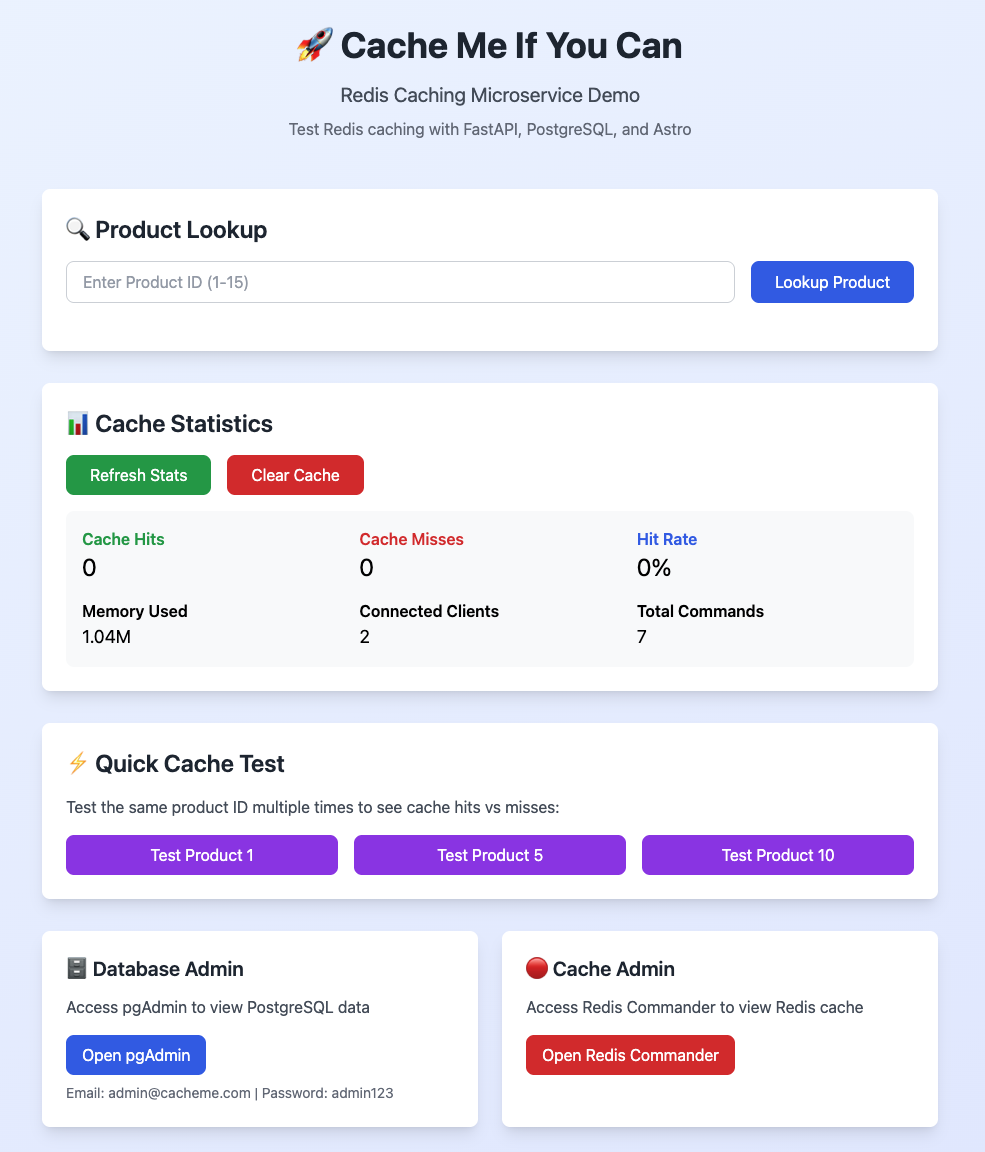 🚀 Cache Me If You Can
Redis Caching Microservice Demo
Test Redis caching with FastAPI, PostgreSQL, and Astro
🔍 Product Lookup
Enter Product ID (1-15)
Lookup Product
📊 Cache Statistics
Refresh Stats
Clear Cache
Cache Hits
0
Cache Misses
0
Hit Rate
0%
Memory Used
1.04M
Connected Clients
2
Total Commands
7
⚡ Quick Cache Test
Test the same product ID multiple times to see cache hits vs misses:
Test Product 1
Test Product 5
Test Product 10
🗄️ Database Admin
Access pgAdmin to view PostgreSQL data
Open pgAdmin
Email: admin@cacheme.com | Password: admin123
🔴 Cache Admin
Access Redis Commander to view Redis cache
Open Redis Commander